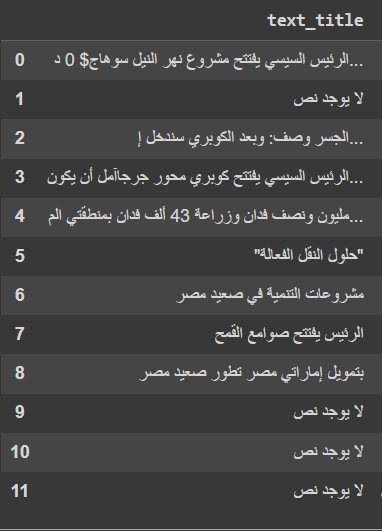 text_title
0 الرئيس السيسي يفتتح مشروع نهر النيل سوهاج$ 0 د...
1 لا يوجد نص
2 الجسر وصف: وبعد الكوبري سندخل إ...
3 الرئيس السيسي يفتتح كوبري محور جرجاآمل أن يكون...
4 مليون ونصف فدان وزراعة 43 ألف فدان بمنطقتي الم...
5 "حلول النقل الفعالة"
6 مشروعات التنمية في صعيد مصر
7 الرئيس يفتتح صوامع القمح
8 بتمويل إماراتي مصر تطور صعيد مصر
9 لا يوجد نص
10 لا يوجد نص
11 لا يوجد نص